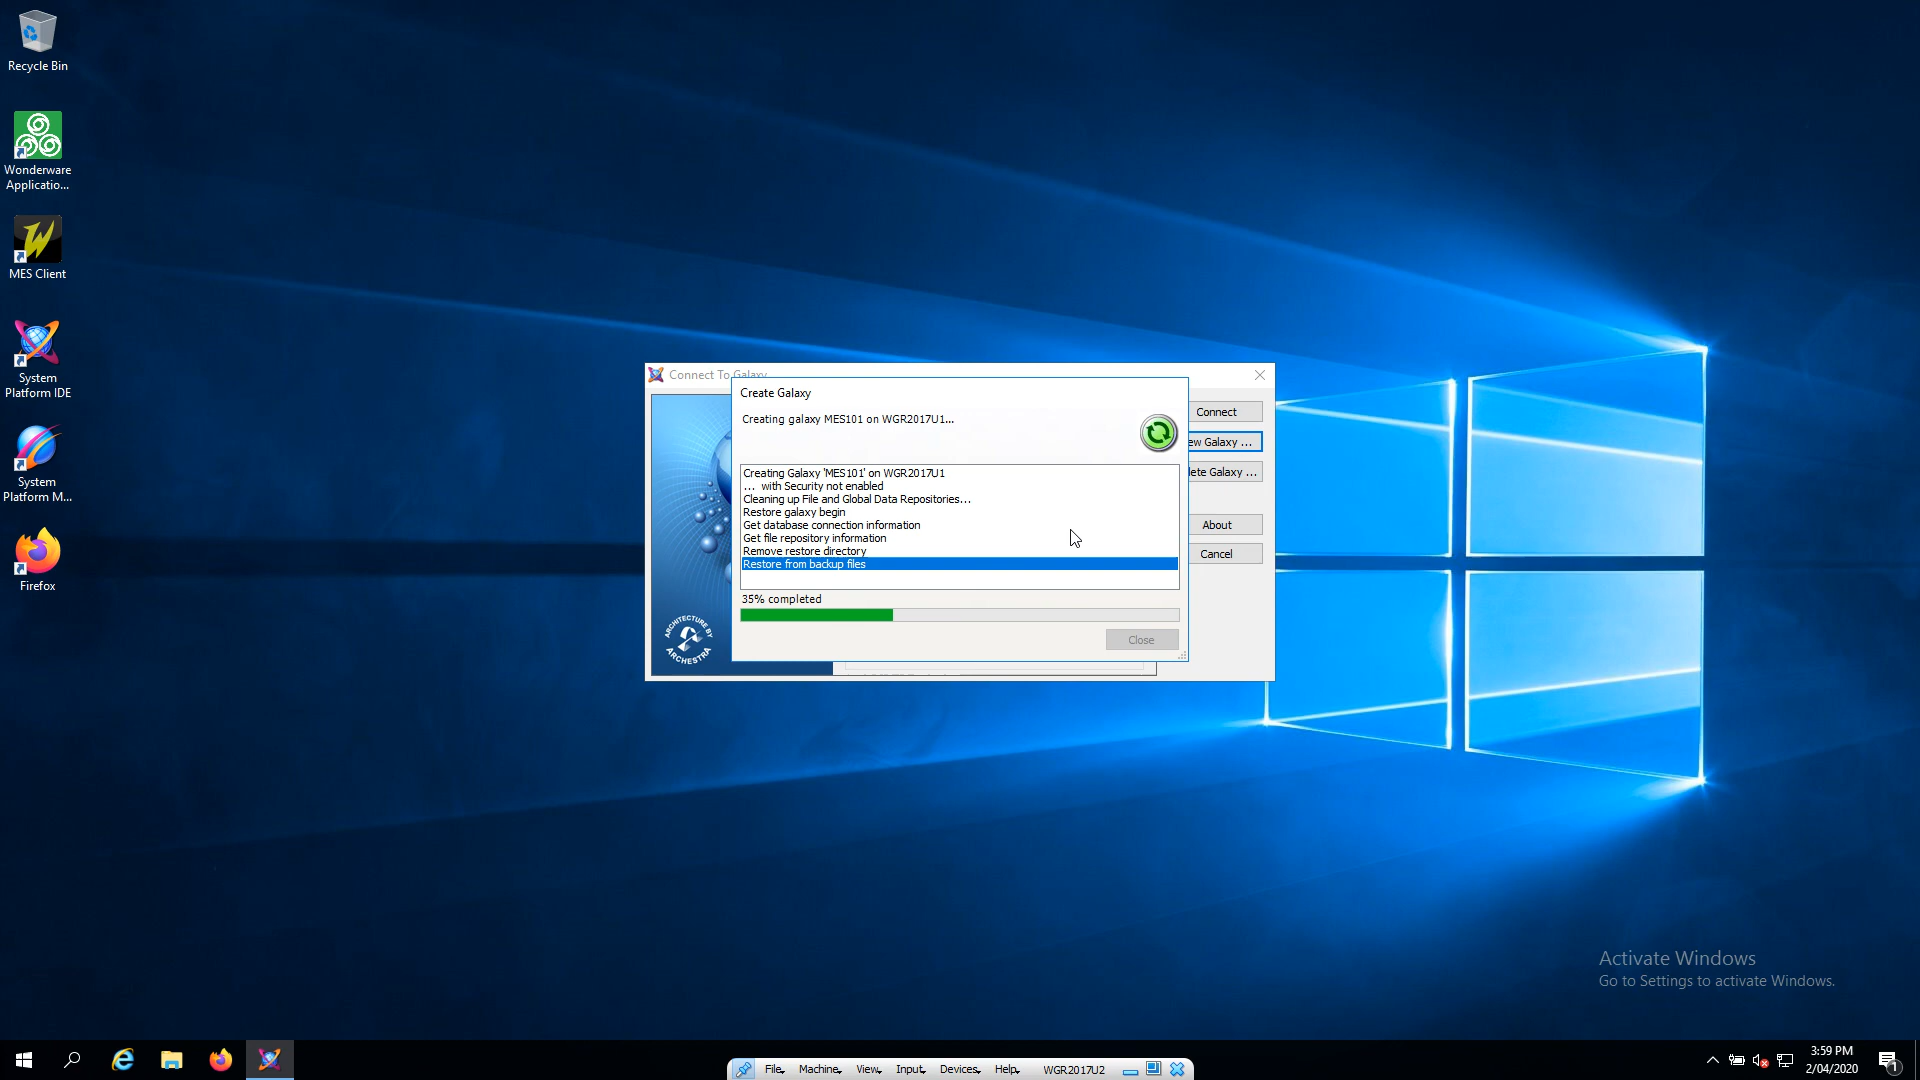 Recycle Bin
Wonderware
Applicatio...
MES Client
System
Platform IDE
System
Platform M...
Firefox
Connect To Galaxy
Create Galaxy
Creating galaxy MES101 on WGR2017U1...
Creating Galaxy 'MES101' on WGR2017U1
... with Security not enabled
Cleaning up File and Global Data Repositories...
Restore galaxy begin
Get database connection information
Get file repository information
Remove restore directory
Restore from backup files
35% completed
Close
Connect
ew Galaxy ...
lete Galaxy ...
About
Cancel
ARCHITECTURE BY
ARCHESTRA
Activate Windows
Go to Settings to activate Windows.
File
Machine
View
Input
Devices
Help
WGR2017U2
3:59 PM
2/04/2020
1